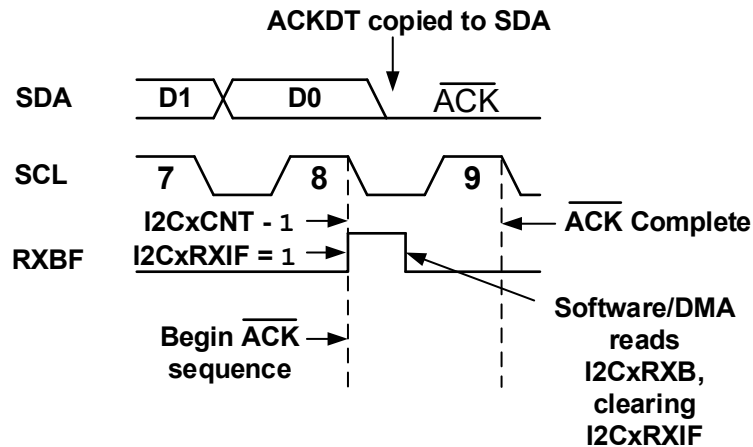 ACKDT copied to SDA
SDA D1 D0 ACK
SCL 7 8 9
I2CxCNT - 1
ACK Complete
RXBF
I2CxRXIF = 1
Begin ACK
sequence
Software/DMA
reads
I2CxRXB,
clearing
I2CxRXIF